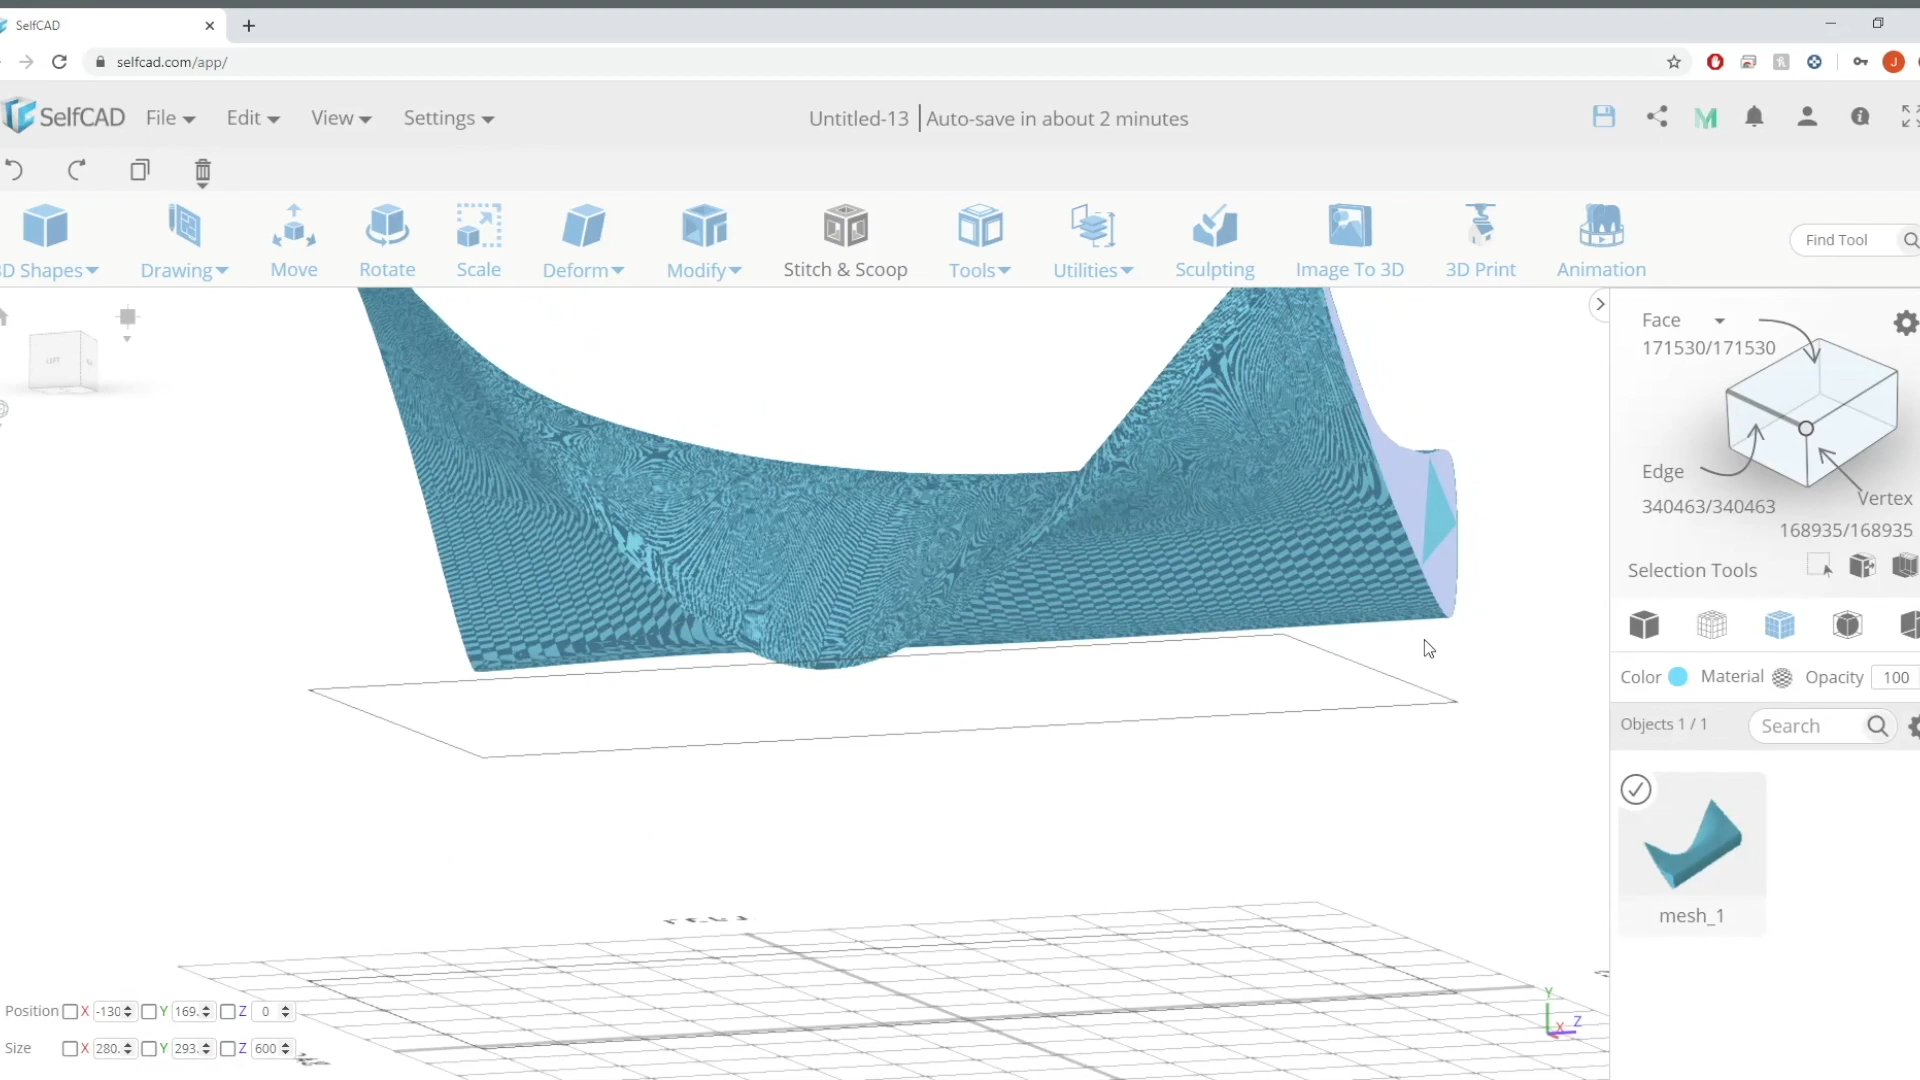 SelfCAD
selfcad.com/app/
J
SelfCAD File Edit View Settings
Untitled-13 | Auto-save in about 2 minutes
D Shapes Drawing Move Rotate Scale Deform Modify Stitch & Scoop Tools Utilities Sculpting Image To 3D 3D Print Animation
Find Tool
LEFT
Face
171530/171530
Edge
340463/340463
Vertex
168935/168935
Selection Tools
Color Material Opacity 100
Objects 1 / 1 Search
mesh_1
Position X -130 Y 169. Z 0
Size X 280. Y 293. Z 600
Y
X Z